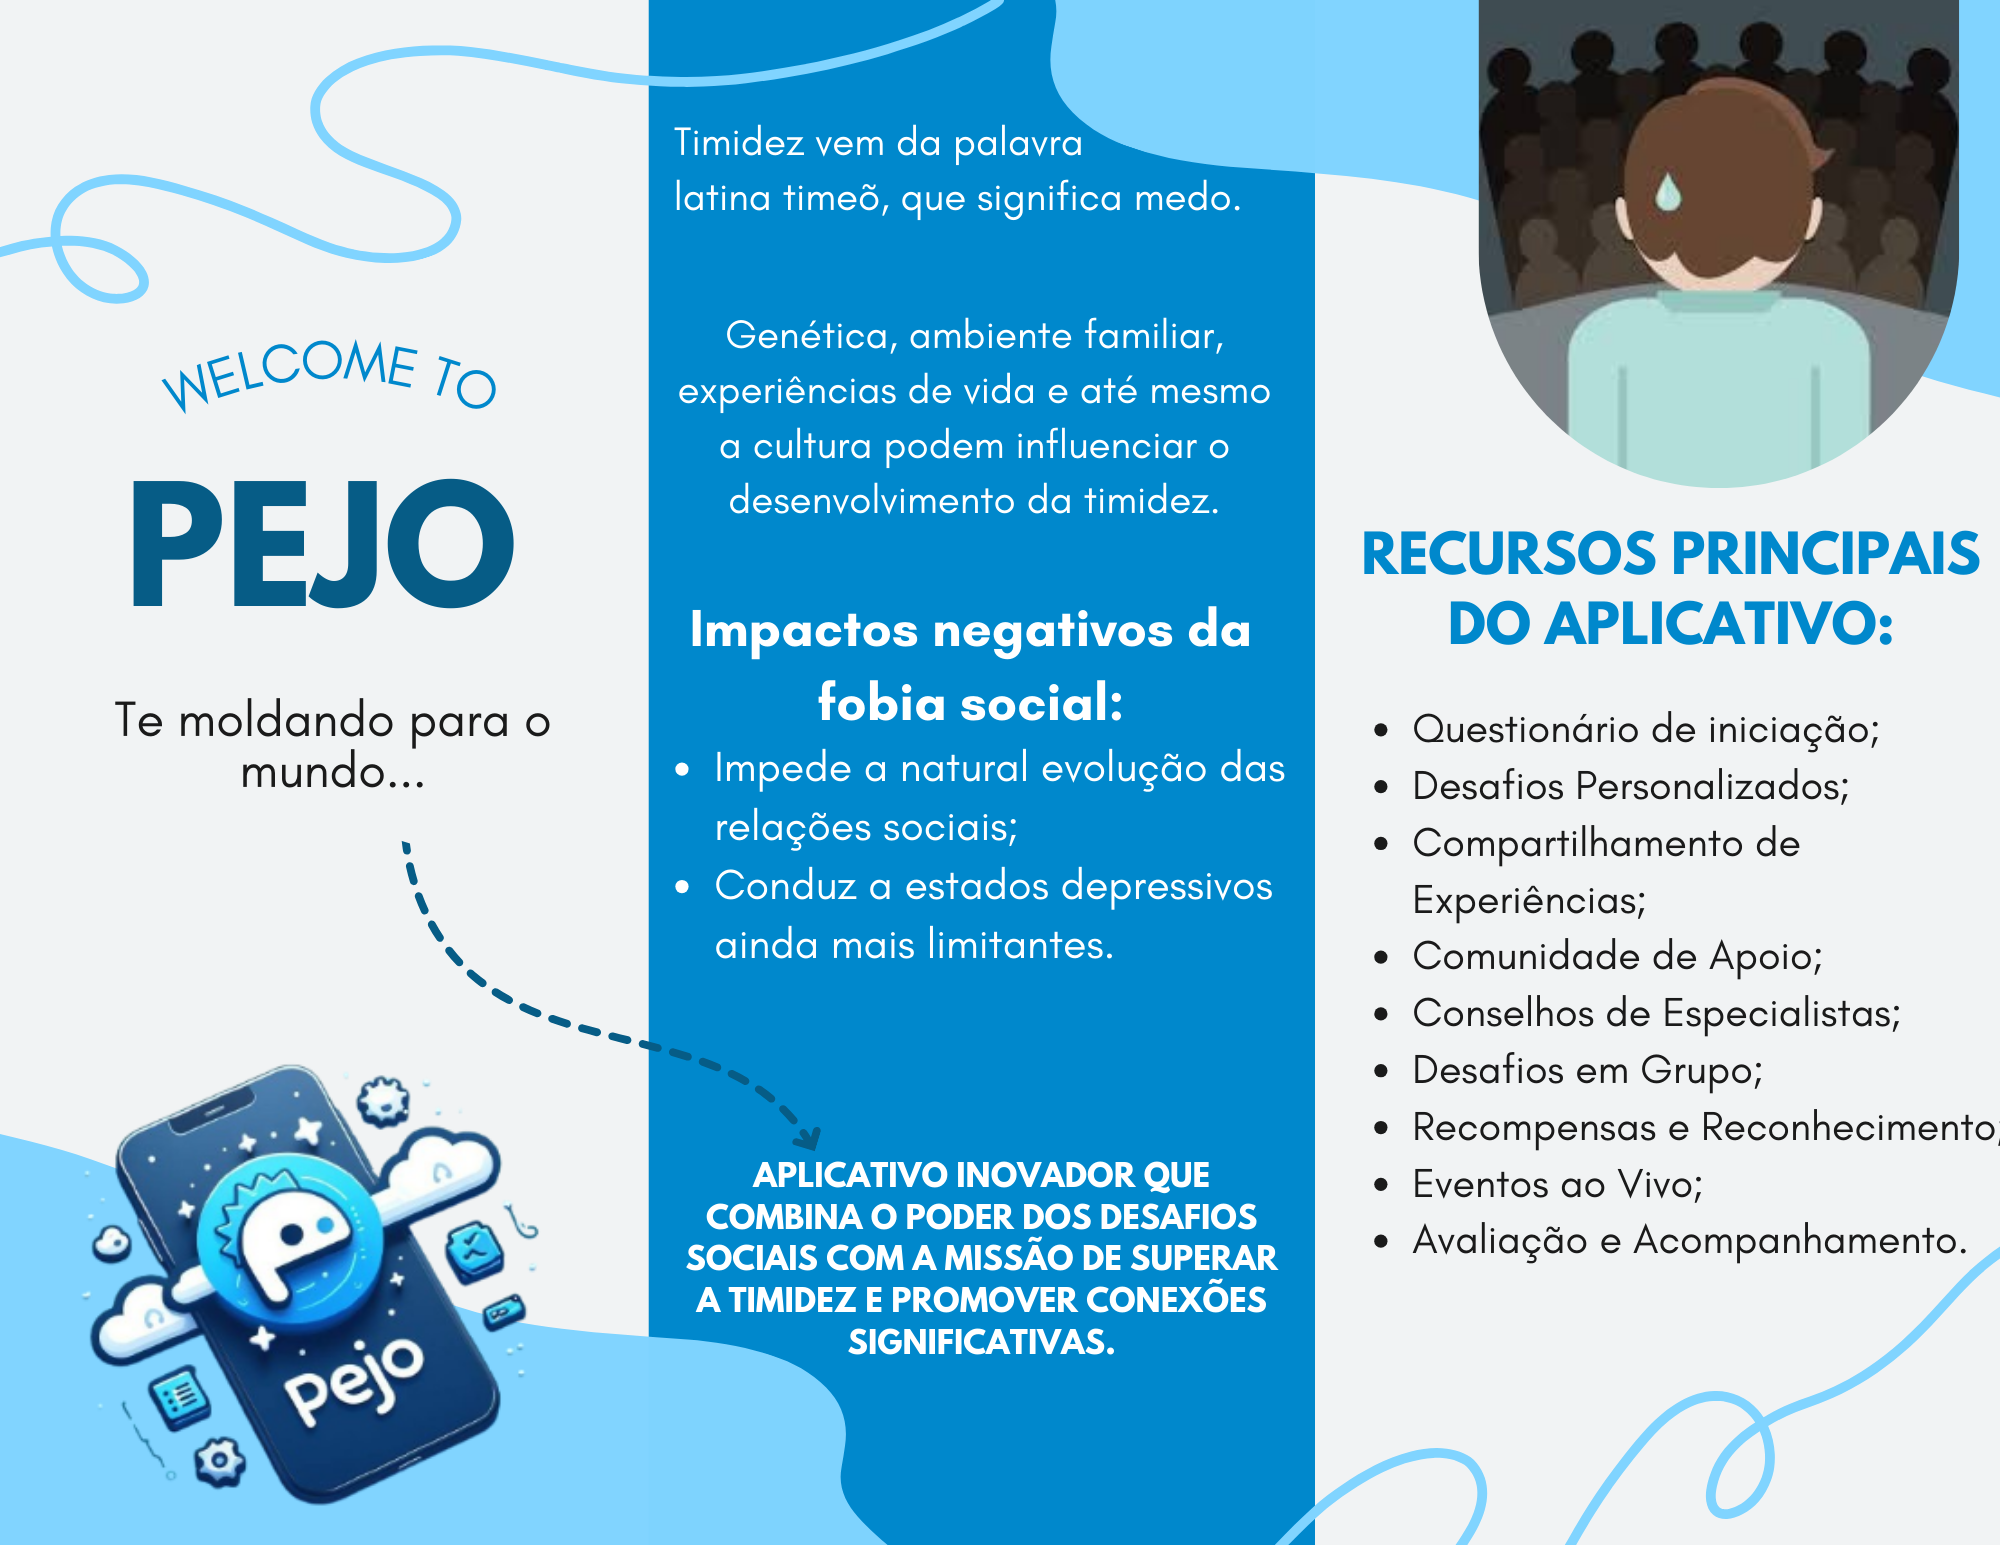 WELCOME TO
PEJO
Te moldando para o
mundo...
pejo
Timidez vem da palavra
latina timeõ, que significa medo.
Genética, ambiente familiar,
experiências de vida e até mesmo
a cultura podem influenciar o
desenvolvimento da timidez.
Impactos negativos da
fobia social:
• Impede a natural evolução das
relações sociais;
• Conduz a estados depressivos
ainda mais limitantes.
APLICATIVO INOVADOR QUE
COMBINA O PODER DOS DESAFIOS
SOCIAIS COM A MISSÃO DE SUPERAR
A TIMIDEZ E PROMOVER CONEXÕES
SIGNIFICATIVAS.
RECURSOS PRINCIPAIS
DO APLICATIVO:
• Questionário de iniciação;
• Desafios Personalizados;
• Compartilhamento de
Experiências;
• Comunidade de Apoio;
• Conselhos de Especialistas;
• Desafios em Grupo;
• Recompensas e Reconhecimento;
• Eventos ao Vivo;
• Avaliação e Acompanhamento.